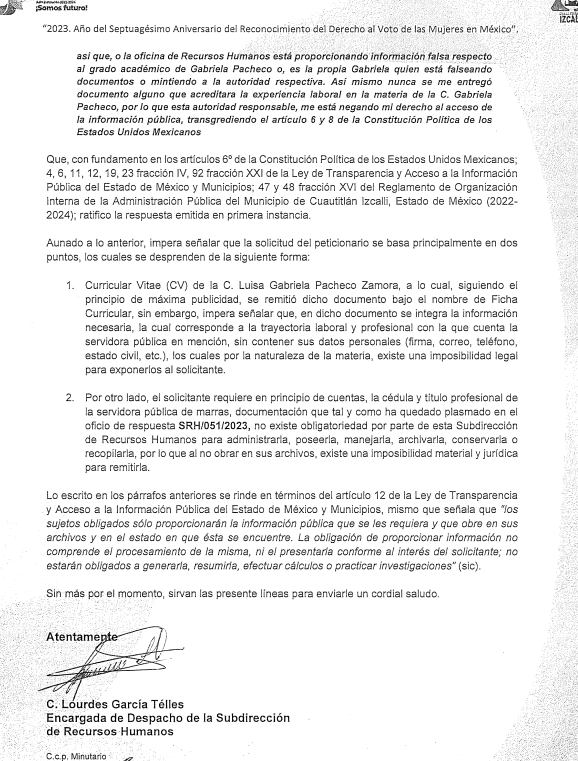 ¡Somos futuro!
IZCAL
"2023. Año del Septuagésimo Aniversario del Reconocimiento del Derecho al Voto de las Mujeres en México".
asi que, o la oficina de Recursos Humanos está proporcionando información falsa respecto
al grado académico de Gabriela Pacheco o, es la propia Gabriela quien está falseando
documentos o mintiendo a la autoridad respectiva. Así mismo nunca se me entregó
documento alguno que acreditara la experiencia laboral en la materia de la C. Gabriela
Pacheco, por lo que esta autoridad responsable, me está negando mi derecho al acceso de
la información pública, transgrediendo el artículo 6 y 8 de la Constitución Política de los
Estados Unidos Mexicanos
Que, con fundamento en los artículos 6º de la Constitución Política de los Estados Unidos Mexicanos;
4, 6, 11, 12, 19, 23 fracción IV, 92 fracción XXI de la Ley de Transparencia y Acceso a la Información
Pública del Estado de México y Municipios; 47 y 48 fracción XVI del Reglamento de Organización
Interna de la Administración Pública del Municipio de Cuautitlán Izcalli, Estado de México (2022-
2024); ratifico la respuesta emitida en primera instancia.
Aunado a lo anterior, impera señalar que la solicitud del peticionario se basa principalmente en dos
puntos, los cuales se desprenden de la siguiente forma:
1. Curricular Vitae (CV) de la C. Luisa Gabriela Pacheco Zamora, a lo cual, siguiendo el
principio de máxima publicidad, se remitió dicho documento bajo el nombre de Ficha
Curricular, sin embargo, impera señalar que, en dicho documento se integra la información
necesaria, la cual corresponde a la trayectoria laboral y profesional con la que cuenta la
servidora pública en mención, sin contener sus datos personales (firma, correo, teléfono,
estado civil, etc.), los cuales por la naturaleza de la materia, existe una imposibilidad legal
para exponerlos al solicitante.
2. Por otro lado, el solicitante requiere en principio de cuentas, la cédula y título profesional de
la servidora pública de marras, documentación que tal y como ha quedado plasmado en el
oficio de respuesta SRH/051/2023, no existe obligatoriedad por parte de esta Subdirección
de Recursos Humanos para administrarla, poseerla, manejarla, archivarla, conservarla o
recopilarla, por lo que al no obrar en sus archivos, existe una imposibilidad material y jurídica
para remitirla.
Lo escrito en los párrafos anteriores se rinde en términos del artículo 12 de la Ley de Transparencia
y Acceso a la Información Pública del Estado de México y Municipios, mismo que señala que "los
sujetos obligados sólo proporcionarán la información pública que se les requiera y que obre en sus
archivos y en el estado en que ésta se encuentre. La obligación de proporcionar información no
comprende el procesamiento de la misma, ni el presentarla conforme al interés del solicitante; no
estarán obligados a generarla, resumirla, efectuar cálculos o practicar investigaciones" (sic).
Sin más por el momento, sirvan las presente líneas para enviarle un cordial saludo.
Atentamente
C. Lourdes García Télles
Encargada de Despacho de la Subdirección
de Recursos Humanos
C.c.p. Minutario